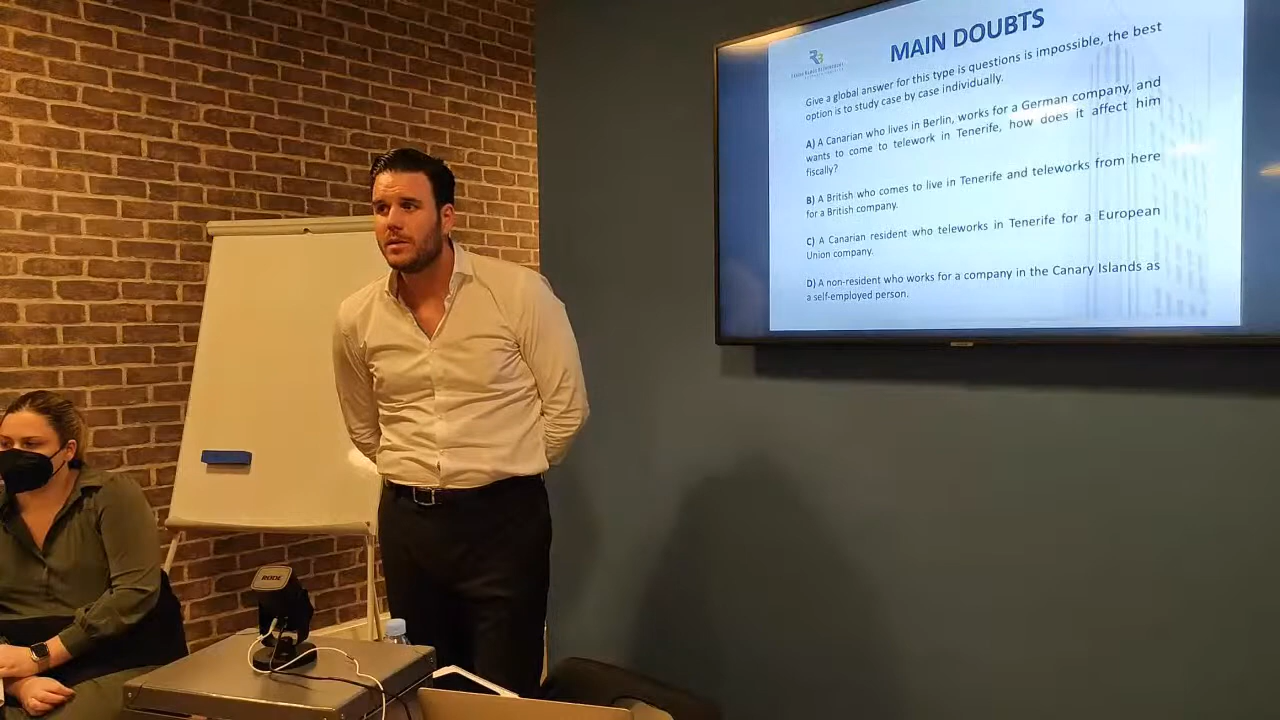 MAIN DOUBTS
Give a global answer for this type is questions is impossible, the best
option is to study case by case individually.
A) A Canarian who lives in Berlin, works for a German company, and
wants to come to telework in Tenerife, how does it affect him
fiscally?
B) A British who comes to live in Tenerife and teleworks from here
for a British company.
C) A Canarian resident who teleworks in Tenerife for a European
Union company.
D) A non-resident who works for a company in the Canary Islands as
a self-employed person.
RODE